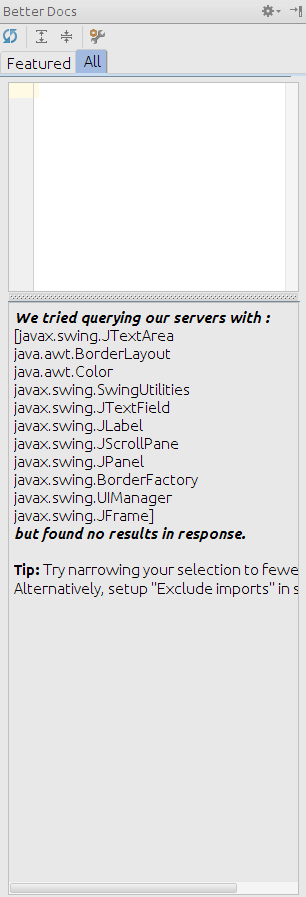 Better Docs
Featured
All
We tried querying our servers with :
[javax.swing.JTextArea
java.awt.BorderLayout
java.awt.Color
javax.swing.SwingUtilities
javax.swing.JTextField
javax.swing.JLabel
javax.swing.JScrollPane
javax.swing.JPanel
javax.swing.BorderFactory
javax.swing.UIManager
javax.swing.JFrame]
but found no results in response.
Tip: Try narrowing your selection to fewe
Alternatively, setup "Exclude imports" in s